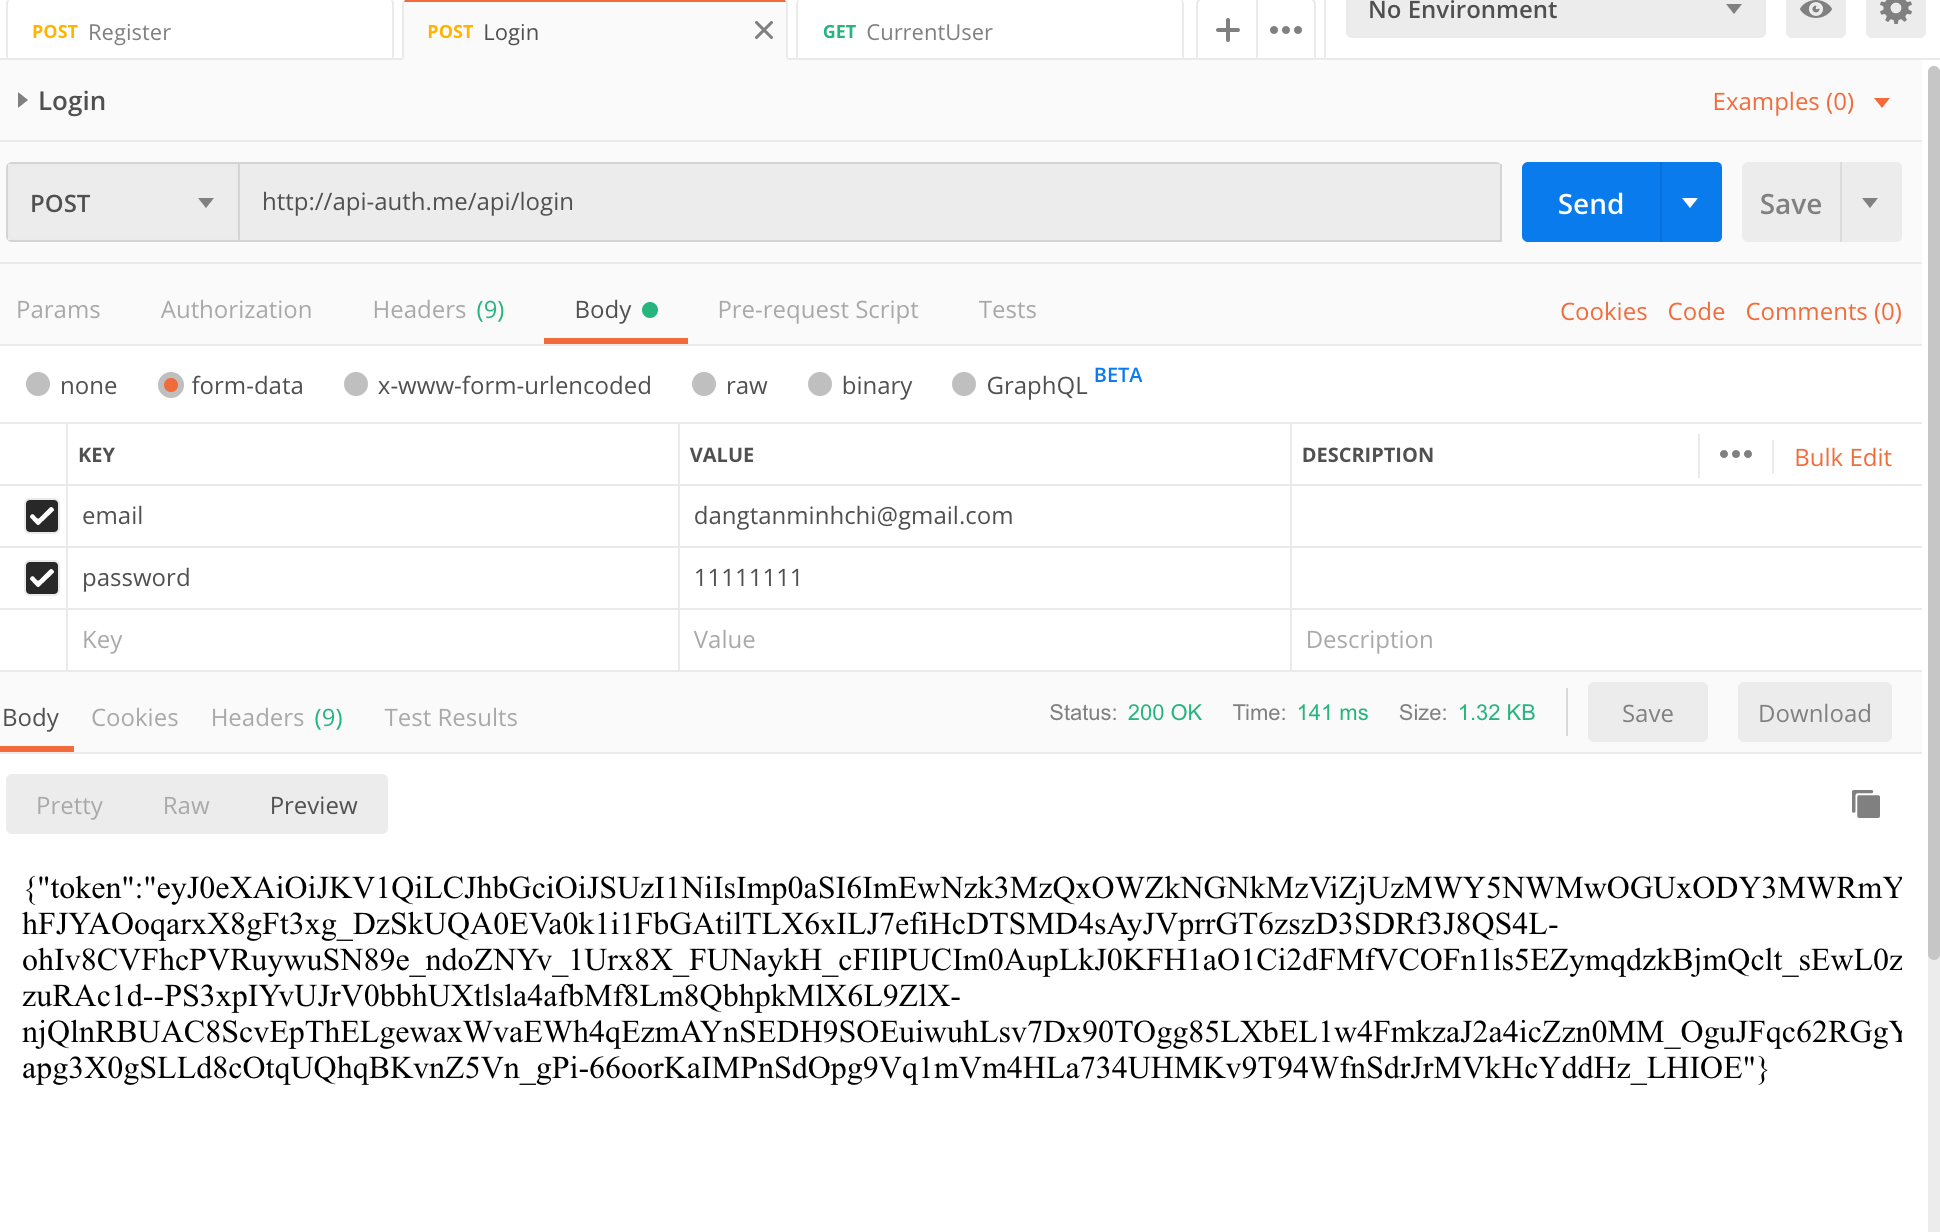 POST Register
POST Login
GET CurrentUser
No Environment
Login
Examples (0)
POST
http://api-auth.me/api/login
Send
Save
Params
Authorization
Headers (9)
Body
Pre-request Script
Tests
Cookies
Code
Comments (0)
none
form-data
x-www-form-urlencoded
raw
binary
GraphQL BETA
KEY
VALUE
DESCRIPTION
Bulk Edit
email
dangtanminhchi@gmail.com
password
11111111
Key
Value
Description
Body
Cookies
Headers (9)
Test Results
Status: 200 OK
Time: 141 ms
Size: 1.32 KB
Save
Download
Pretty
Raw
Preview
{"token":"eyJ0eXAiOiJKV1QiLCJhbGciOiJSUzI1NiIsImp0aSI6ImEwNzk3MzQxOWZkNGNkMzViZjUzMWY5NWMwOGUxODY3MWRmY
hFJYAOoqarxX8gFt3xg_DzSkUQA0EVa0k1i1FbGAtilTLX6xILJ7efiHcDTSMD4sAyJVprrGT6zszD3SDRf3J8QS4L-
ohIv8CVFhcPVRuywuSN89e_ndoZNYv_1Urx8X_FUNaykH_cFIlPUCIm0AupLkJ0KFH1aO1Ci2dFMfVCOFn1ls5EZymqdzkBjmQclt_sEwL0z
zuRAc1d--PS3xpIYvUJrV0bbhUXtlsla4afbMf8Lm8QbhpkMlX6L9ZlX-
njQlnRBUAC8ScvEpThELgewaxWvaEWh4qEzmAYnSEDH9SOEuiwuhLsv7Dx90TOgg85LXbEL1w4FmkzaJ2a4icZzn0MM_OguJFqc62RGgY
apg3X0gSLLd8cOtqUQhqBKvnZ5Vn_gPi-66oorKaIMPnSdOpg9Vq1mVm4HLa734UHMKv9T94WfnSdrJrMVkHcYddHz_LHIOE"}